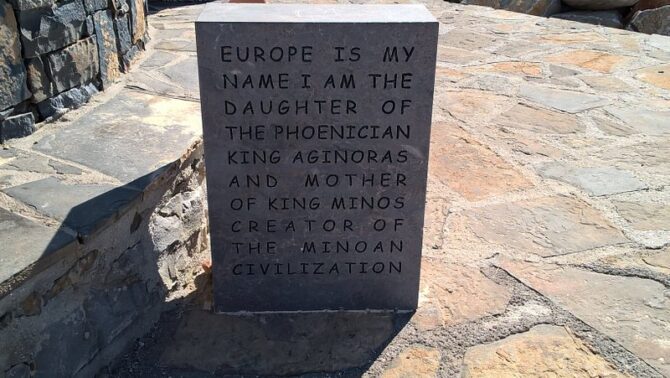 EUROPE IS MY
NAME I AM THE
DAUGHTER OF
THE PHOENICIAN
KING AGINORAS
AND MOTHER
OF KING MINOS
CREATOR OF
THE MINOAN
CIVILIZATION